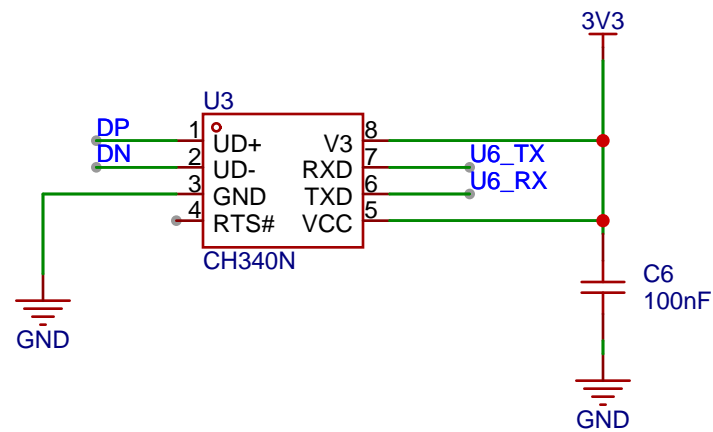 3V3
U3
DP
1
UD+
V3
8
DN
2
UD-
RXD
7
U6_TX
3
GND
TXD
6
U6_RX
4
RTS#
VCC
5
CH340N
C6
100nF
GND
GND